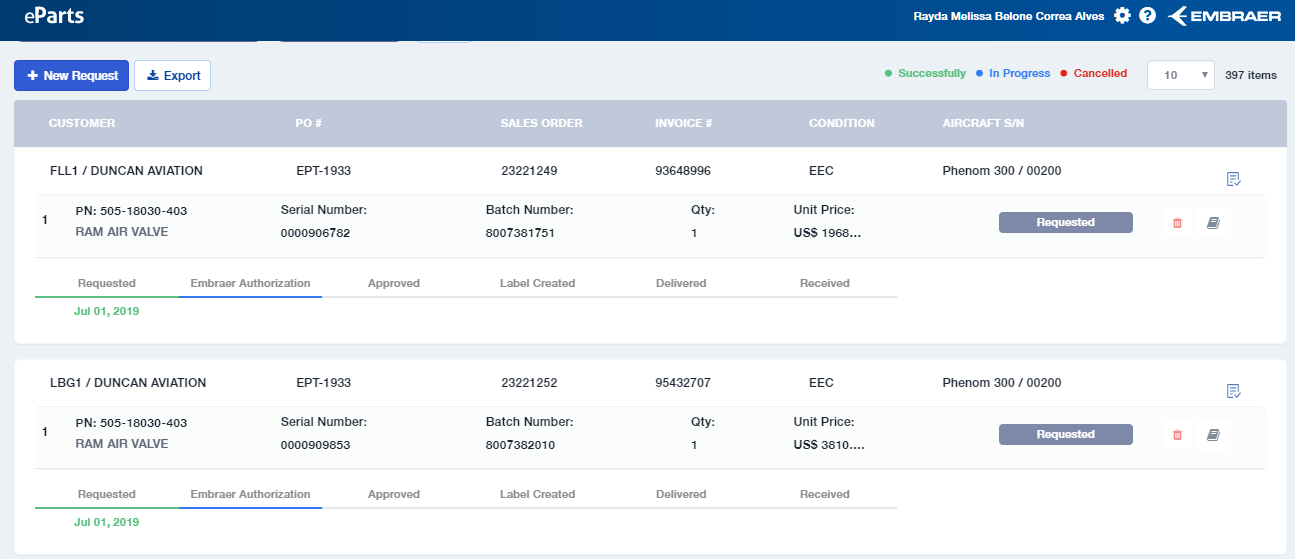 eParts
Rayda Melissa Belone Correa Alves
EMBRAER
New Request
Export
Successfully In Progress Cancelled
10
397 items
CUSTOMER PO # SALES ORDER INVOICE # CONDITION AIRCRAFT S/N
FLL1 / DUNCAN AVIATION EPT-1933 23221249 93648996 EEC Phenom 300 / 00200
1
PN: 505-18030-403 Serial Number: Batch Number: Qty: Unit Price:
RAM AIR VALVE 0000906782 8007381751 1 US$ 1968...
Requested
Requested Embraer Authorization Approved Label Created Delivered Received
Jul 01, 2019
LBG1 / DUNCAN AVIATION EPT-1933 23221252 95432707 EEC Phenom 300 / 00200
1
PN: 505-18030-403 Serial Number: Batch Number: Qty: Unit Price:
RAM AIR VALVE 0000909853 8007382010 1 US$ 3810....
Requested
Requested Embraer Authorization Approved Label Created Delivered Received
Jul 01, 2019